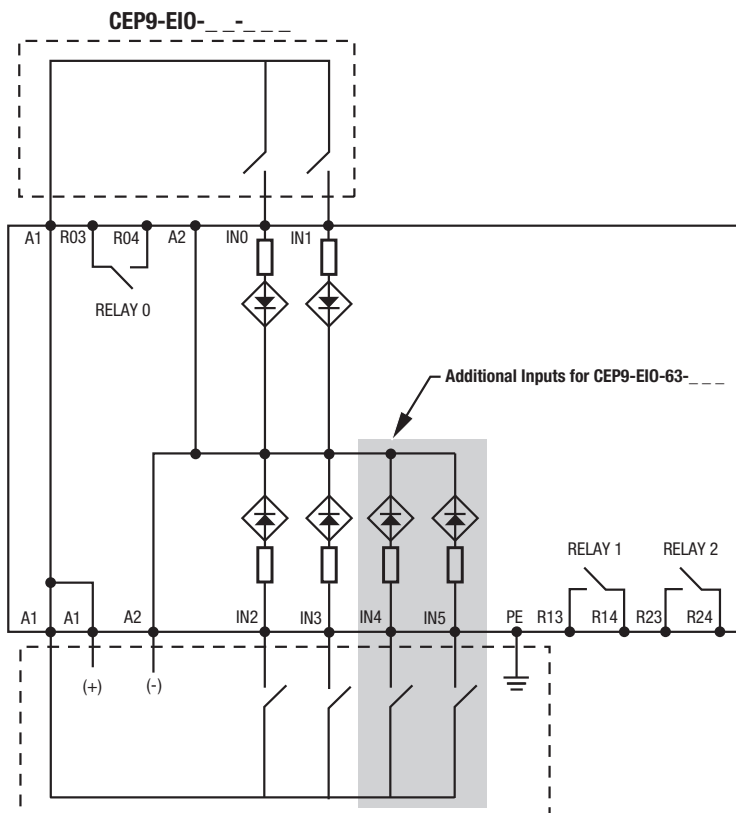 CEP9-EIO-_ _-_ _ _
A1 R03 R04 A2 IN0 IN1
RELAY 0
Additional Inputs for CEP9-EIO-63-_ _ _
RELAY 1 RELAY 2
A1 A1 A2 IN2 IN3 IN4 IN5 PE R13 R14 R23 R24
(+) (-)